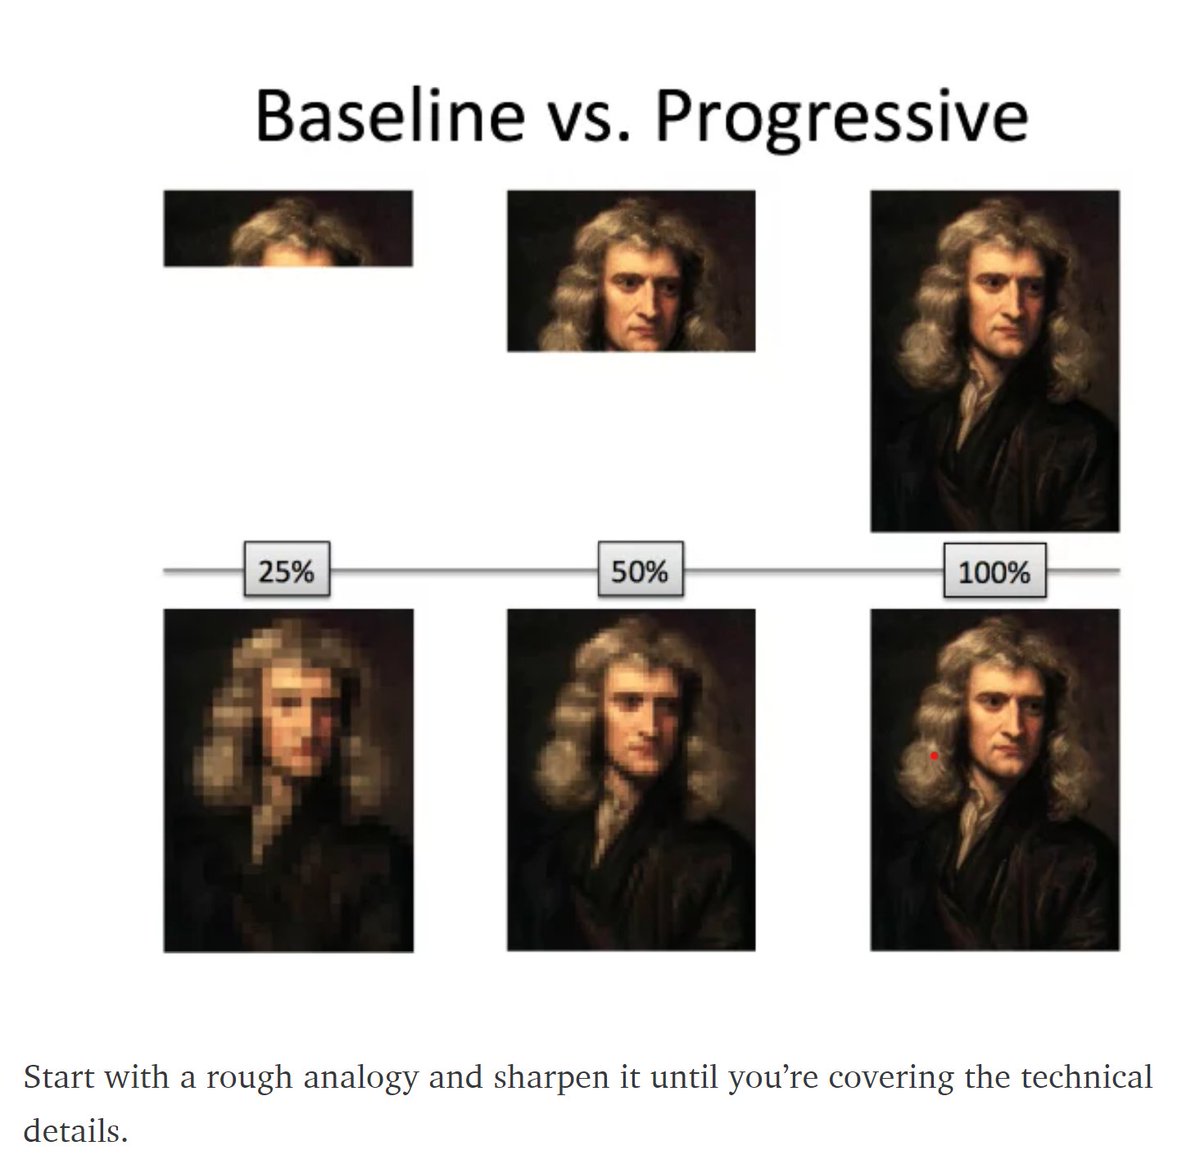 Baseline vs. Progressive
25%
50%
100%
Start with a rough analogy and sharpen it until you’re covering the technical
details.